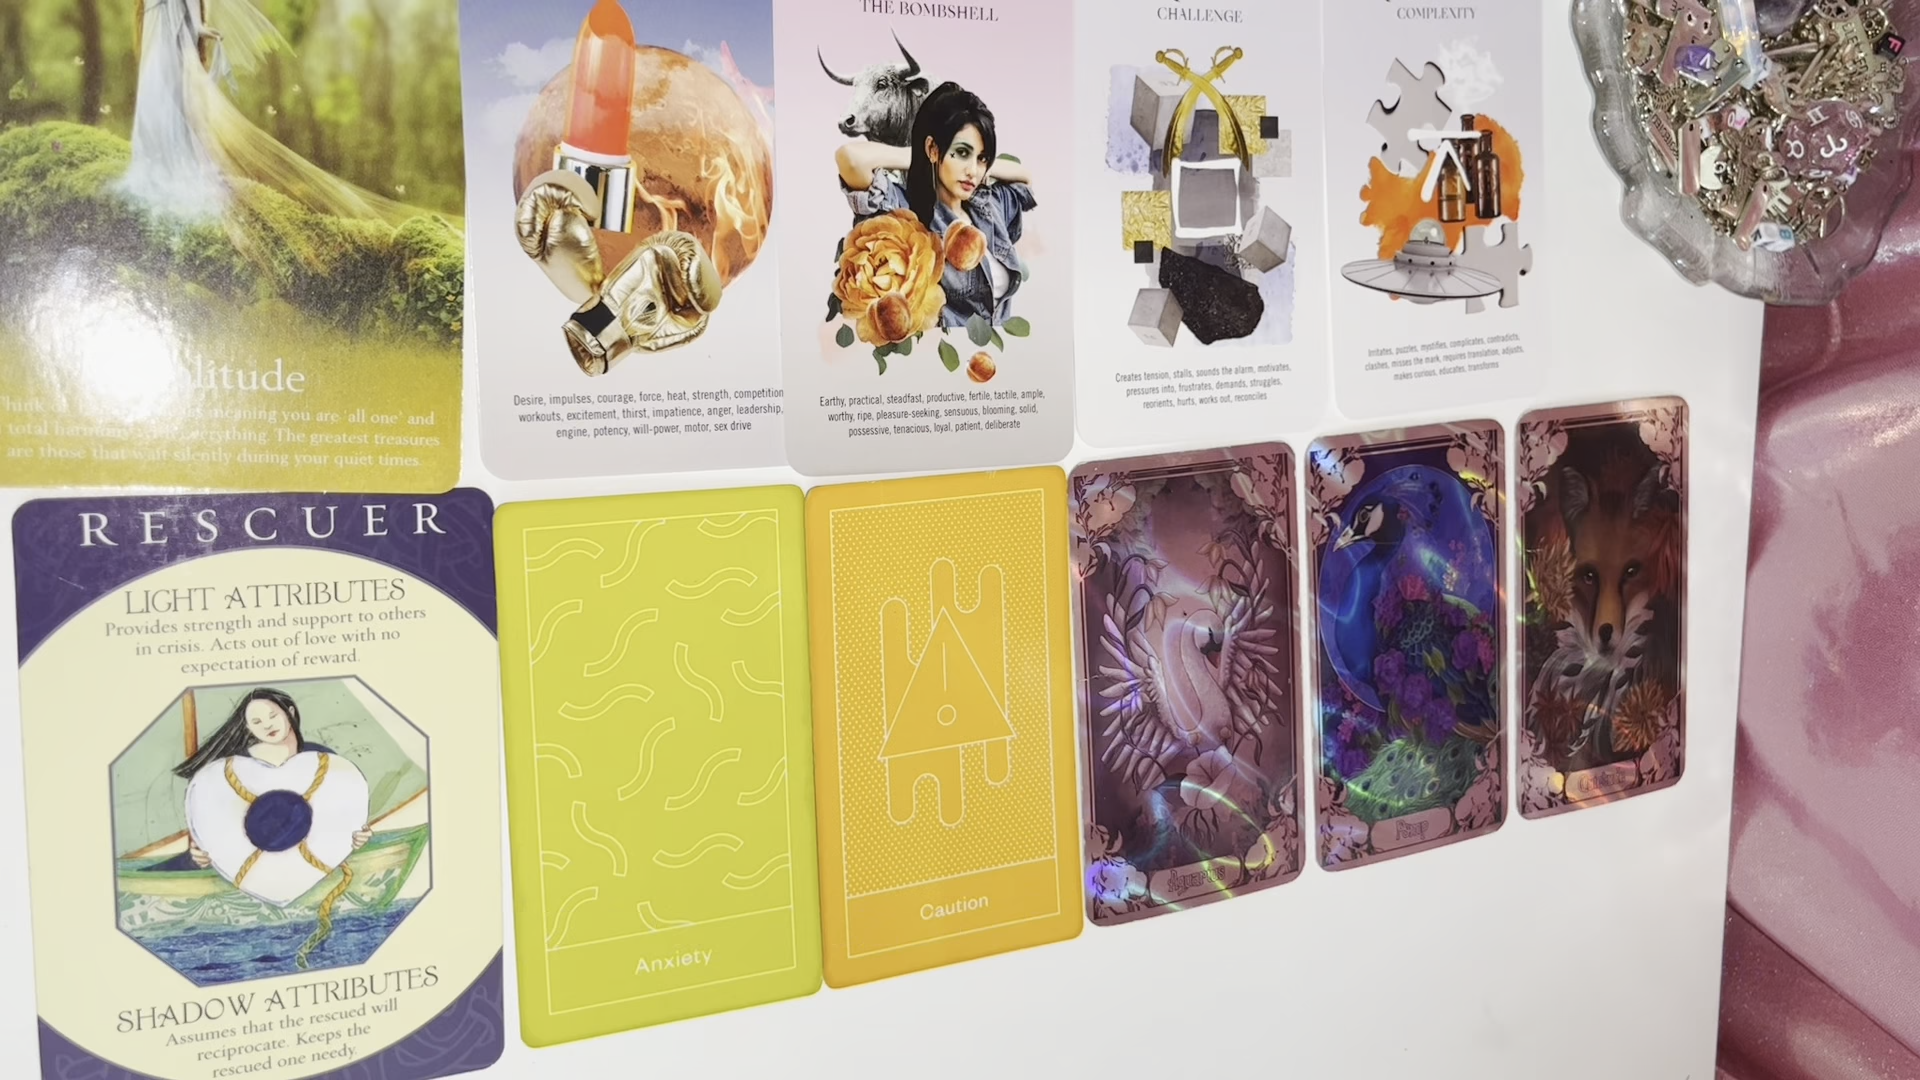 THE BOMBSHELL
CHALLENGE
COMPLEXITY
litude
meaning you are 'all one' and
total harmony with everything. The greatest treasures
are those that wait silently during your quiet times.
Desire, impulses, courage, force, heat, strength, competition
workouts, excitement, thirst, impatience, anger, leadership,
engine, potency, will-power, motor, sex drive
Earthy, practical, steadfast, productive, fertile, tactile, ample,
worthy, ripe, pleasure-seeking, sensuous, blooming, solid,
possessive, tenacious, loyal, patient, deliberate
Creates tension, stalls, sounds the alarm, motivates,
pressures into, frustrates, demands, struggles,
reorients, hurts, works out, reconciles
Irritates, puzzles, mystifies, complicates, contradicts,
clashes, misses the mark, requires translation, adjusts,
makes curious, educates, transforms
RESCUER
LIGHT ATTRIBUTES
Provides strength and support to others
in crisis. Acts out of love with no
expectation of reward.
SHADOW ATTRIBUTES
Assumes that the rescued will
reciprocate. Keeps the
rescued one needy.
Anxiety
Caution
Aquarius